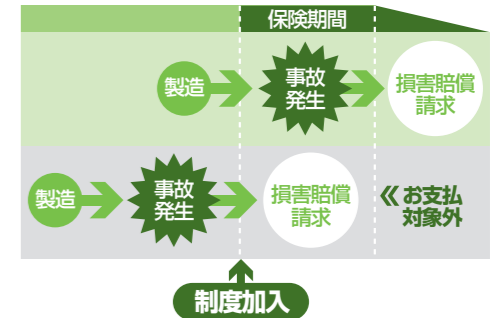 保険期間
製造
事故
発生
損害賠償
請求
製造
事故
発生
損害賠償
請求
≪お支払
対象外
制度加入